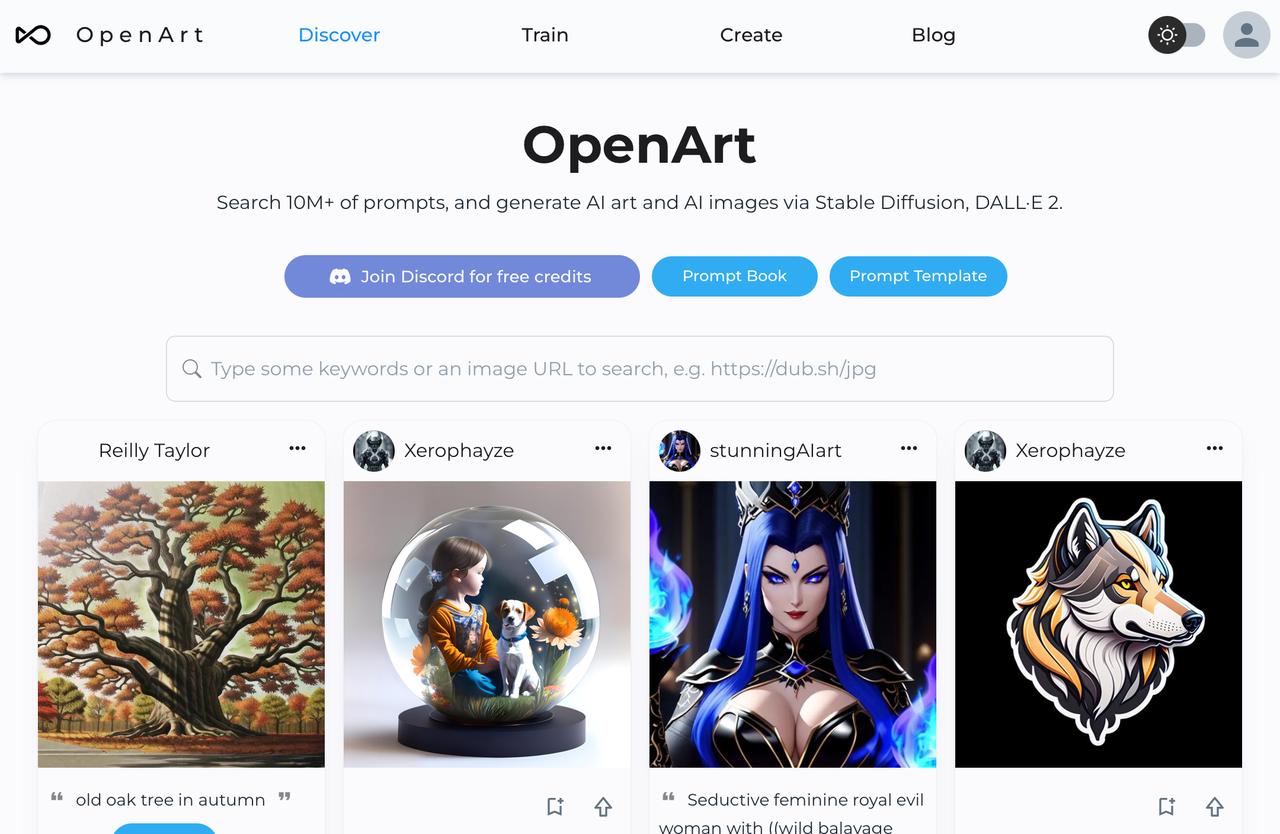 OpenArt
Discover
Train
Create
Blog
OpenArt
Search 10M+ of prompts, and generate AI art and AI images via Stable Diffusion, DALL·E 2.
Join Discord for free credits
Prompt Book
Prompt Template
Type some keywords or an image URL to search, e.g. https://dub.sh/jpg
Reilly Taylor
Xerophayze
stunningAIart
Xerophayze
❝ old oak tree in autumn ❞
❝ Seductive feminine royal evil
woman with ((wild balayage